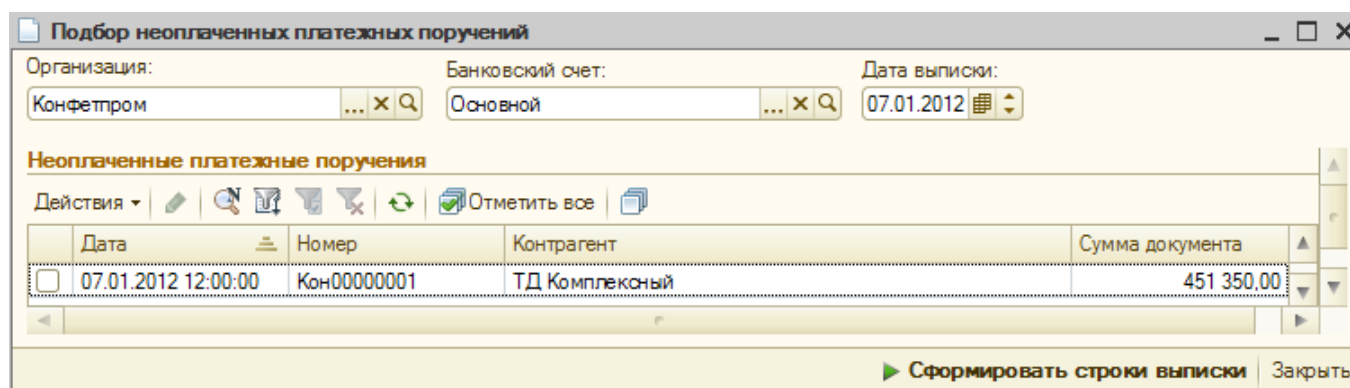 Подбор неоплаченных платежных поручений
Организация: Банковский счет: Дата выписки:
Конфетпром ... Основной ... 07.01.2012
Неоплаченные платежные поручения
Действия Отметить все
Дата Номер Контрагент Сумма документа
07.01.2012 12:00:00 Кон00000001 ТД Комплексный 451 350,00
Сформировать строки выписки Закрыть